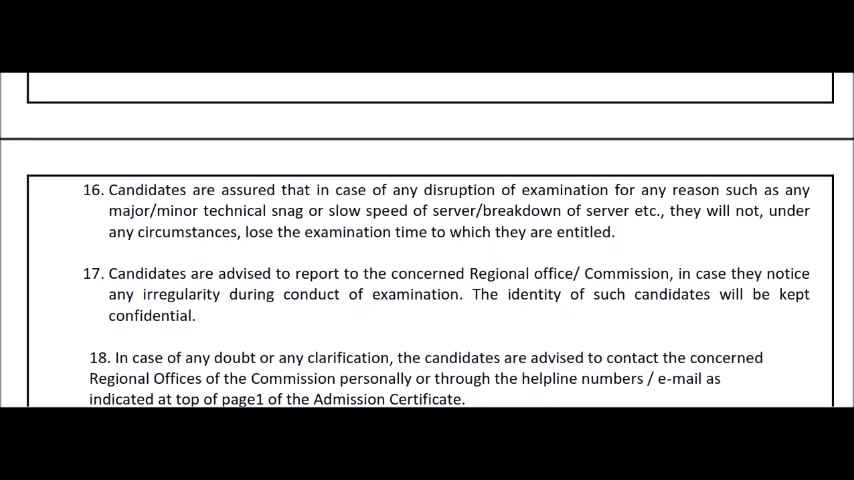 16. Candidates are assured that in case of any disruption of examination for any reason such as any
major/minor technical snag or slow speed of server/breakdown of server etc., they will not, under
any circumstances, lose the examination time to which they are entitled.
17. Candidates are advised to report to the concerned Regional office/ Commission, in case they notice
any irregularity during conduct of examination. The identity of such candidates will be kept
confidential.
18. In case of any doubt or any clarification, the candidates are advised to contact the concerned
Regional Offices of the Commission personally or through the helpline numbers / e-mail as
indicated at top of page1 of the Admission Certificate.